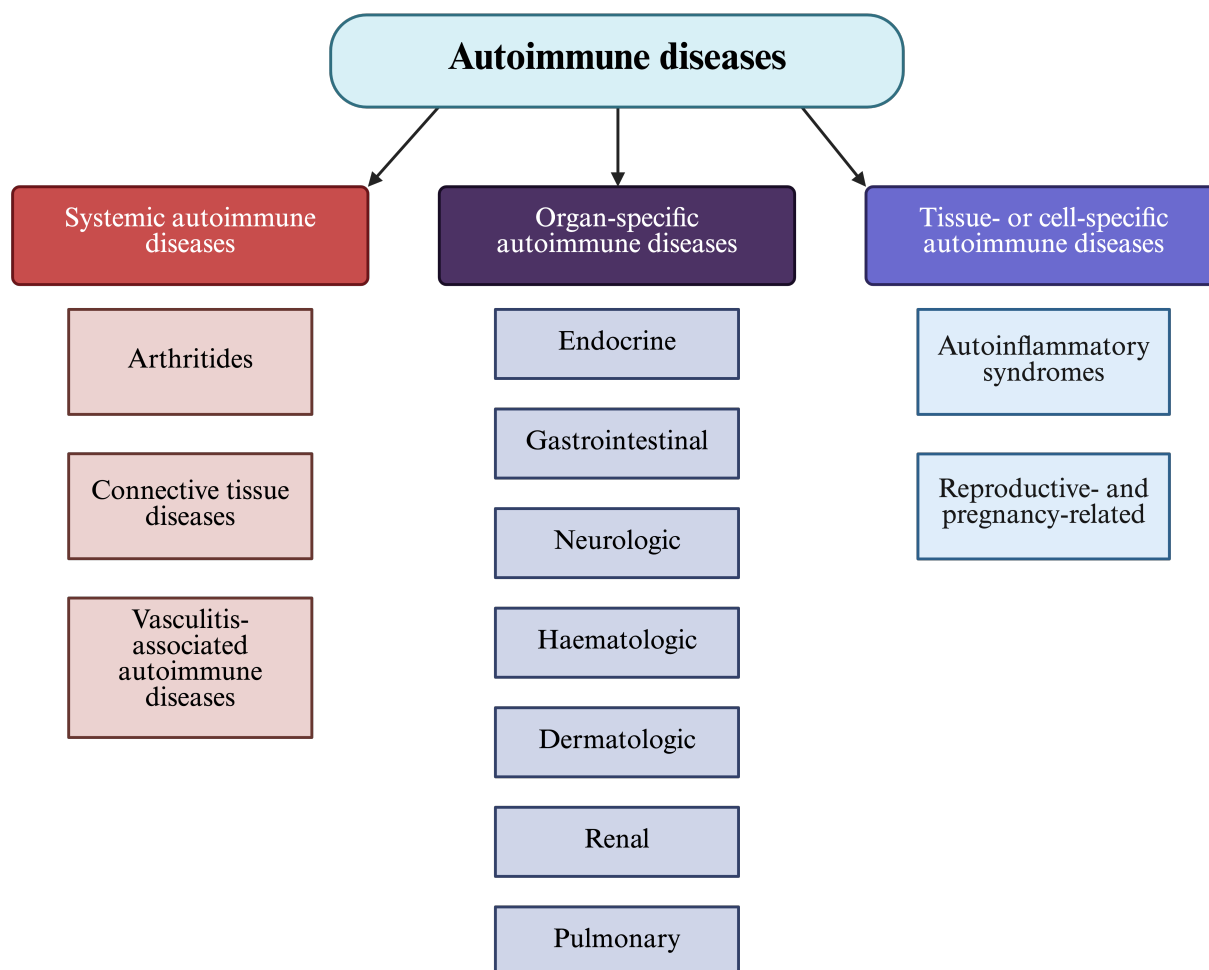 Autoimmune diseases
Systemic autoimmune
diseases
Organ-specific
autoimmune diseases
Tissue- or cell-specific
autoimmune diseases
Arthritides
Connective tissue
diseases
Vasculitis-
associated
autoimmune
diseases
Endocrine
Gastrointestinal
Neurologic
Haematologic
Dermatologic
Renal
Pulmonary
Autoinflammatory
syndromes
Reproductive- and
pregnancy-related